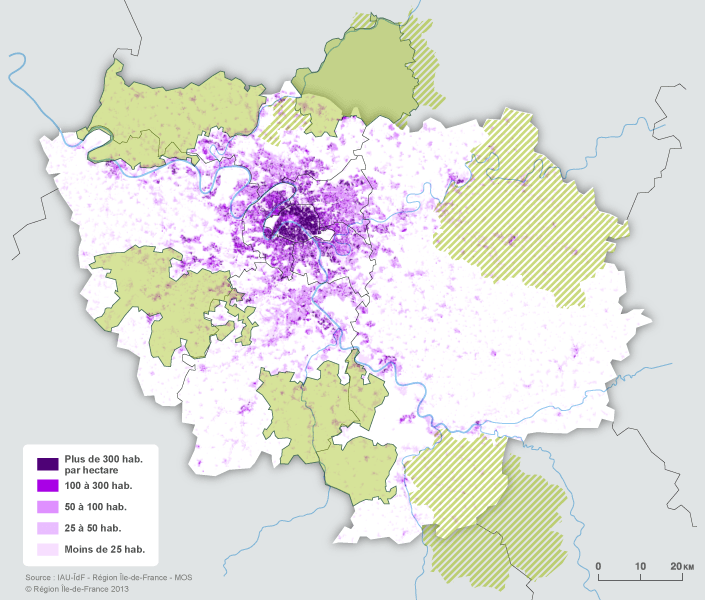 Plus de 300 hab.
par hectare
100 à 300 hab.
50 à 100 hab.
25 à 50 hab.
Moins de 25 hab.
Source : IAU-ÎdF - Région Île-de-France - MOS
© Région Île-de-France 2013
0 10 20 KM